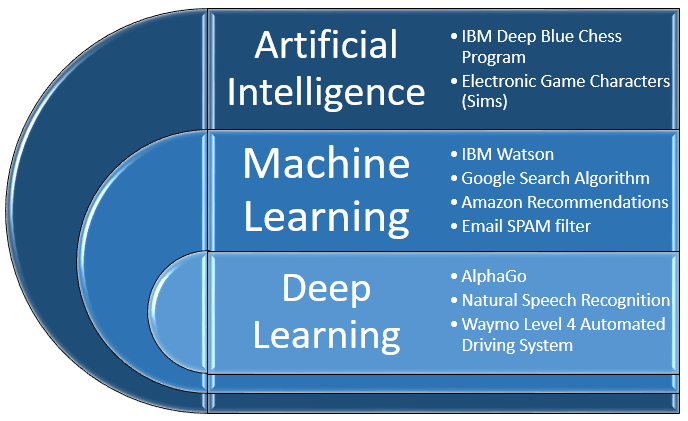 Artificial
Intelligence
• IBM Deep Blue Chess
Program
• Electronic Game Characters
(Sims)
Machine
Learning
• IBM Watson
• Google Search Algorithm
• Amazon Recommendations
• Email SPAM filter
Deep
Learning
• AlphaGo
• Natural Speech Recognition
• Waymo Level 4 Automated
Driving System